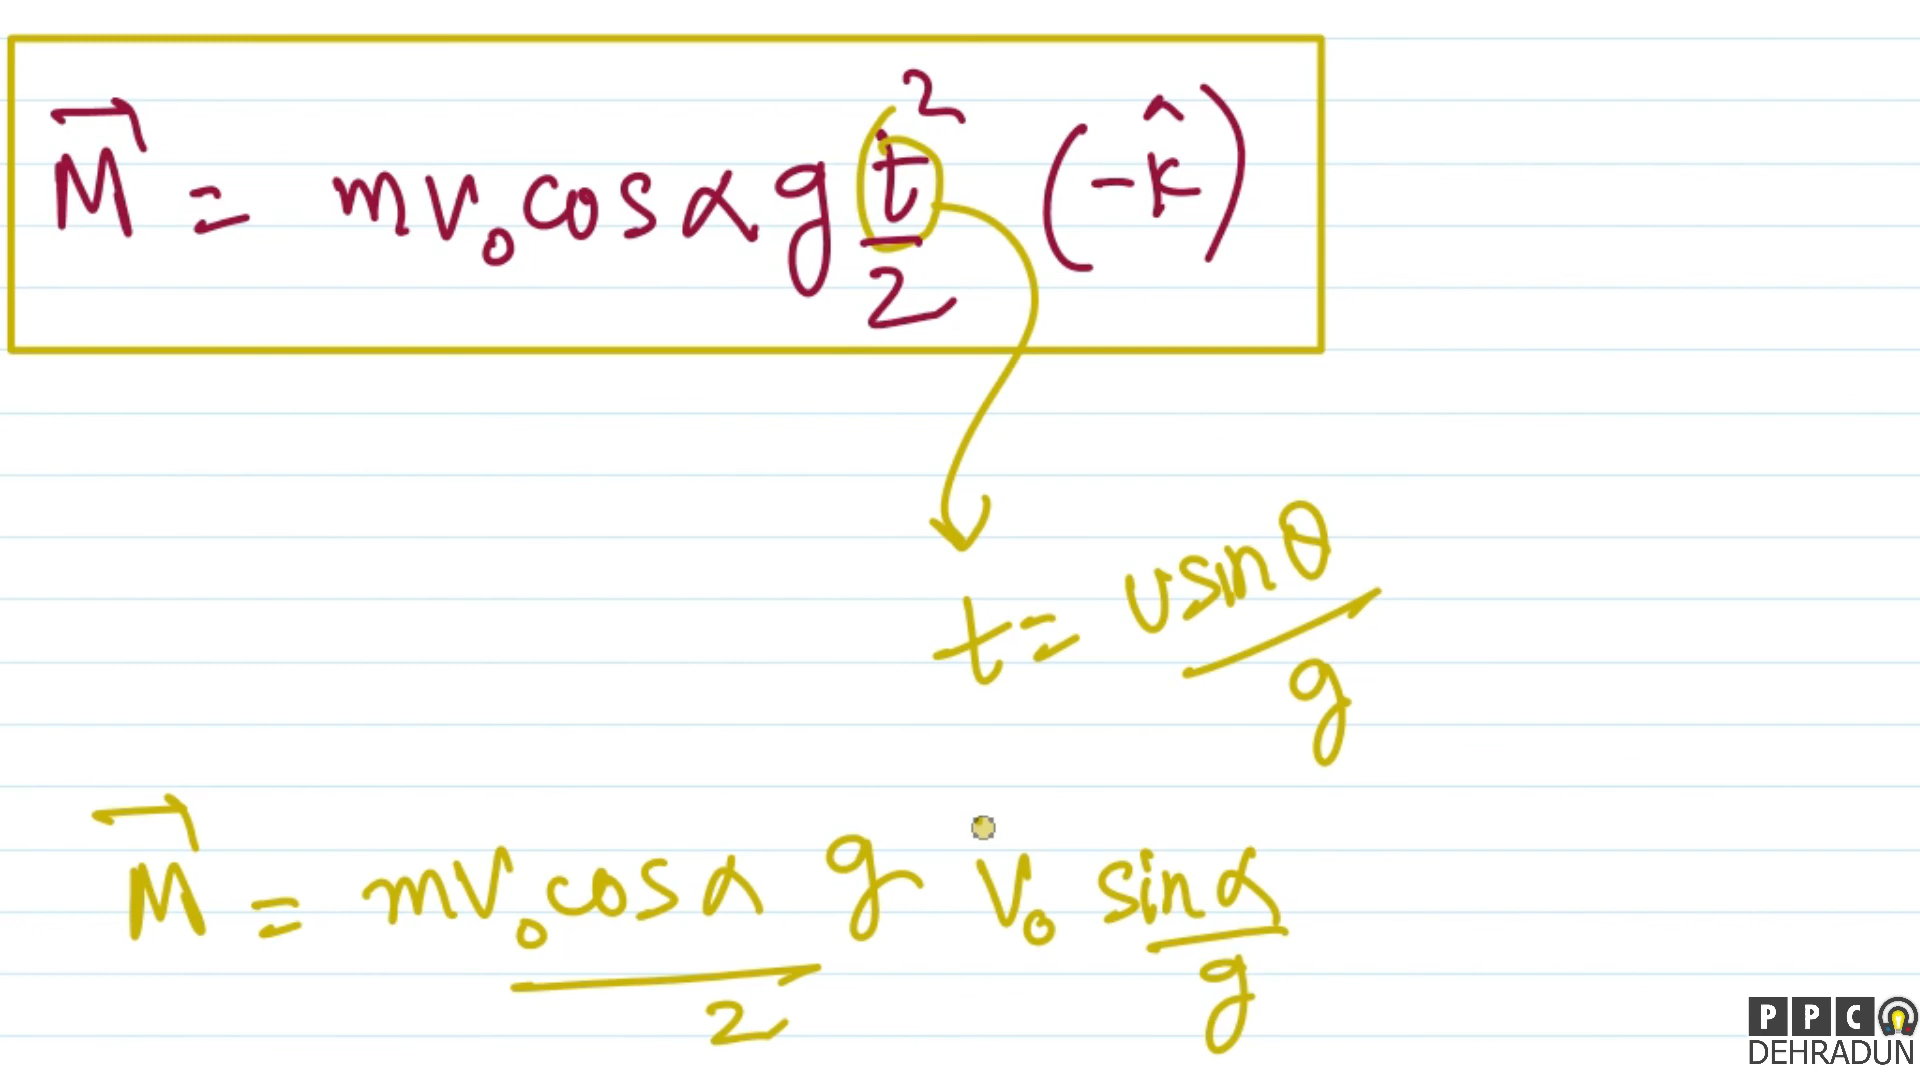 M⃗ = mv₀cosα g t²/2 (-k̂)
t = usinθ/g
M⃗ = mv₀cosα g/2 v₀ sinα/g
PPC
DEHRADUN